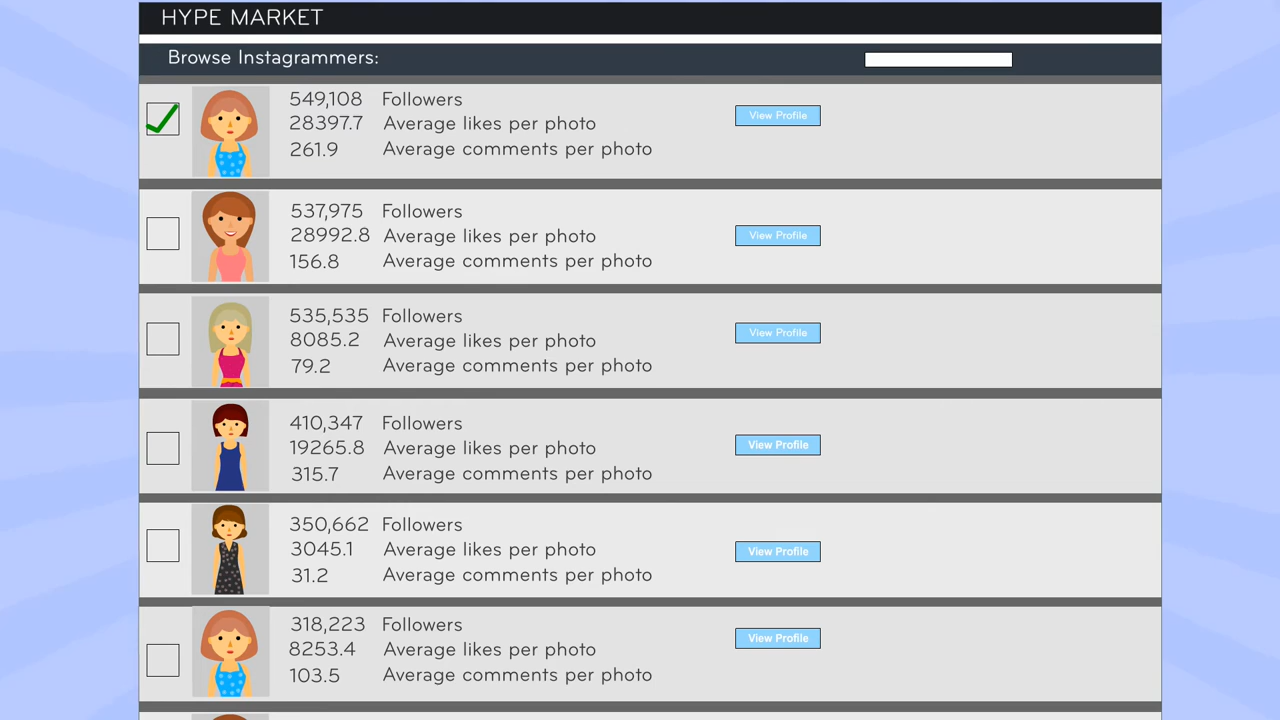 HYPE MARKET
Browse Instagrammers:
549,108 Followers
28397.7 Average likes per photo
261.9 Average comments per photo
View Profile
537,975 Followers
28992.8 Average likes per photo
156.8 Average comments per photo
View Profile
535,535 Followers
8085.2 Average likes per photo
79.2 Average comments per photo
View Profile
410,347 Followers
19265.8 Average likes per photo
315.7 Average comments per photo
View Profile
350,662 Followers
3045.1 Average likes per photo
31.2 Average comments per photo
View Profile
318,223 Followers
8253.4 Average likes per photo
103.5 Average comments per photo
View Profile